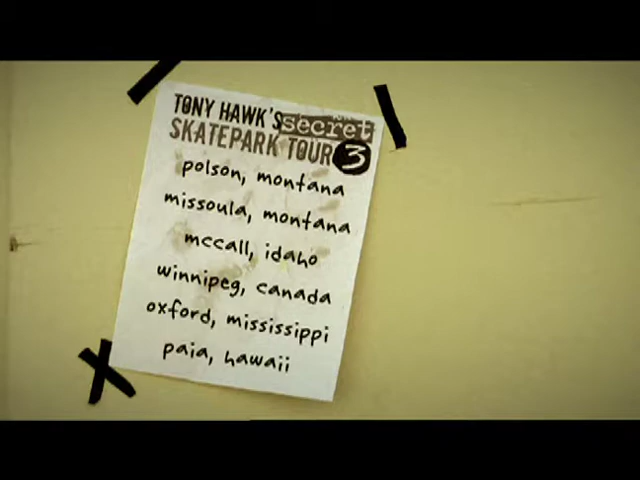 TONY HAWK'S secret
SKATEPARK TOUR 3
polson, montana
missoula, montana
mccall, idaho
winnipeg, canada
oxford, mississippi
paia, hawaii